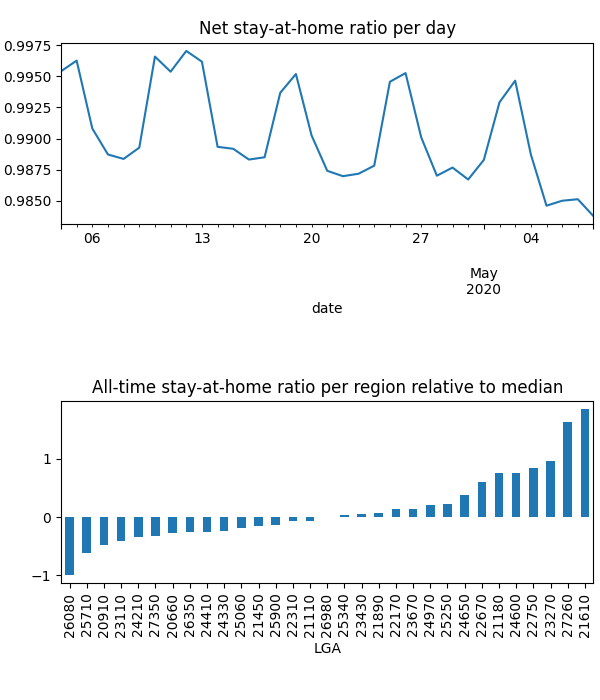 Net stay-at-home ratio per day
0.9975
0.9950
0.9925
0.9900
0.9875
0.9850
06 13 20 27 04
May
2020
date
All-time stay-at-home ratio per region relative to median
1
0
−1
26080 25710 20910 23110 24210 27350 20660 26350 24410 24330 25060 21450 25900 22310 21110 26980 25340 23430 21890 22170 23670 24970 25250 24650 22670 21180 24600 22750 23270 27260 21610
LGA